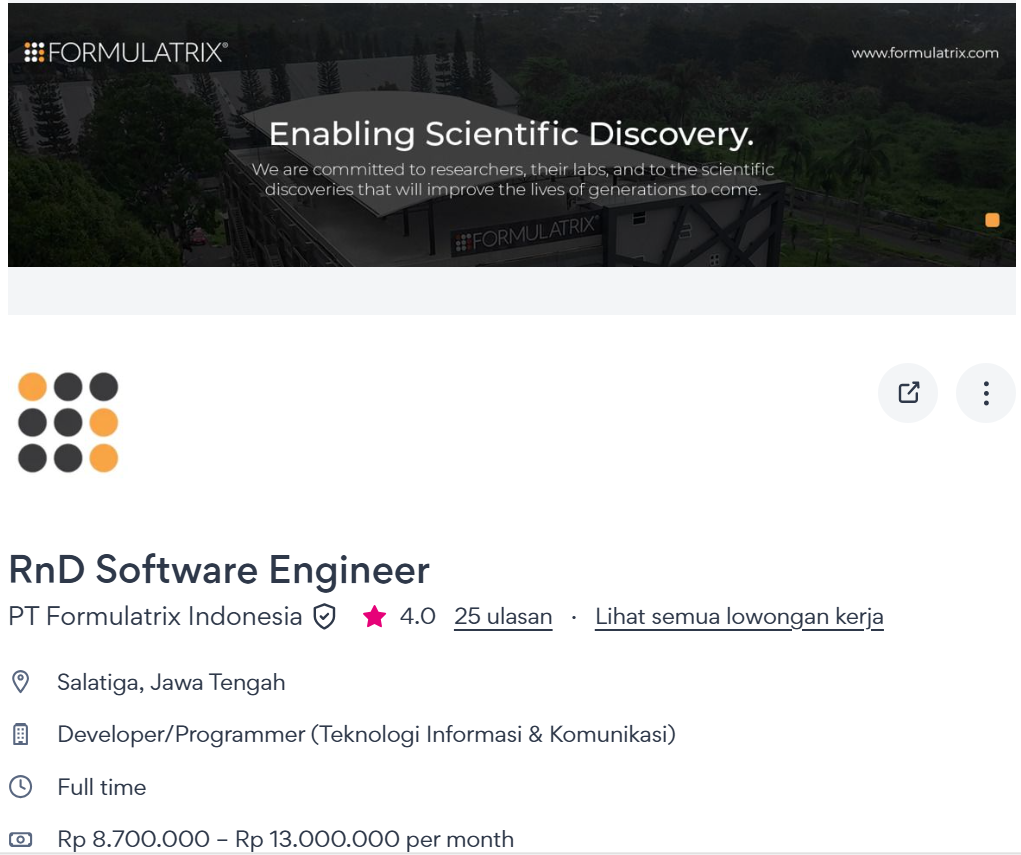 FORMULATRIX®
www.formulatrix.com
Enabling Scientific Discovery.
We are committed to researchers, their labs, and to the scientific
discoveries that will improve the lives of generations to come.
FORMULATRIX®
RnD Software Engineer
PT Formulatrix Indonesia 4.0 25 ulasan · Lihat semua lowongan kerja
Salatiga, Jawa Tengah
Developer/Programmer (Teknologi Informasi & Komunikasi)
Full time
Rp 8.700.000 – Rp 13.000.000 per month